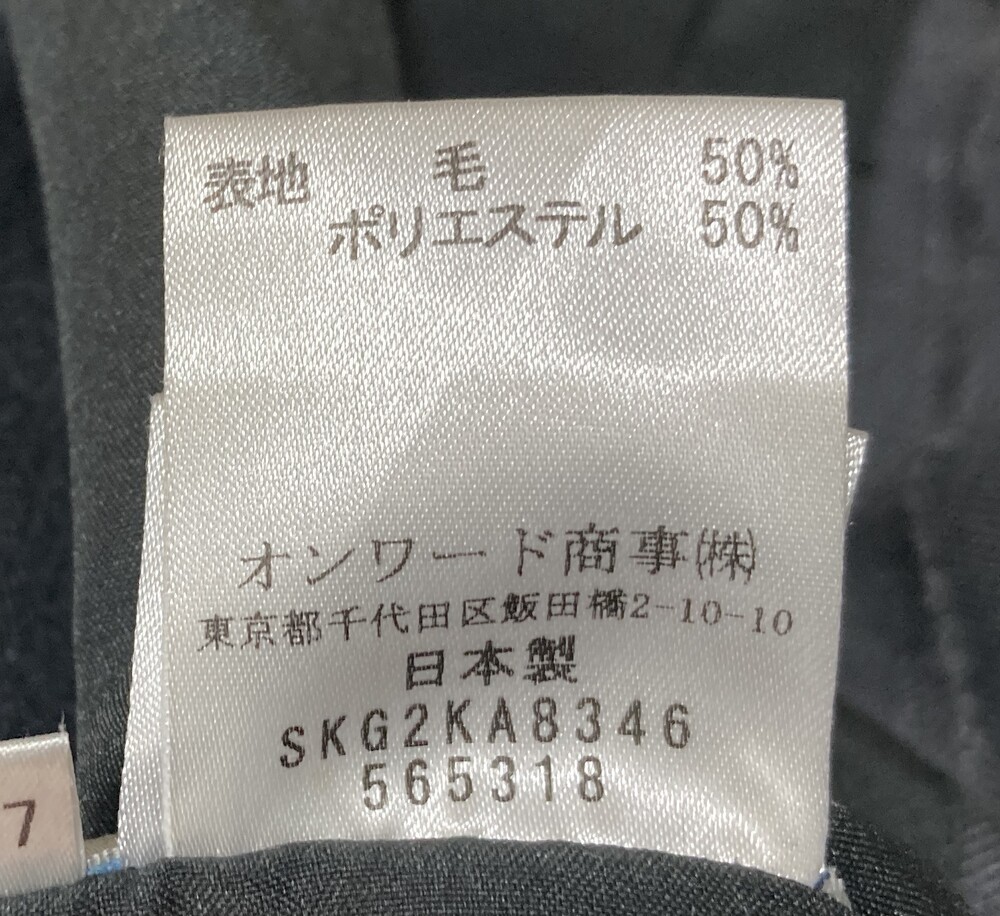 表地 毛 50%
ポリエステル 50%
オンワード商事(株)
東京都千代田区飯田橋2-10-10
日本製
SKG2KA8346
565318
7